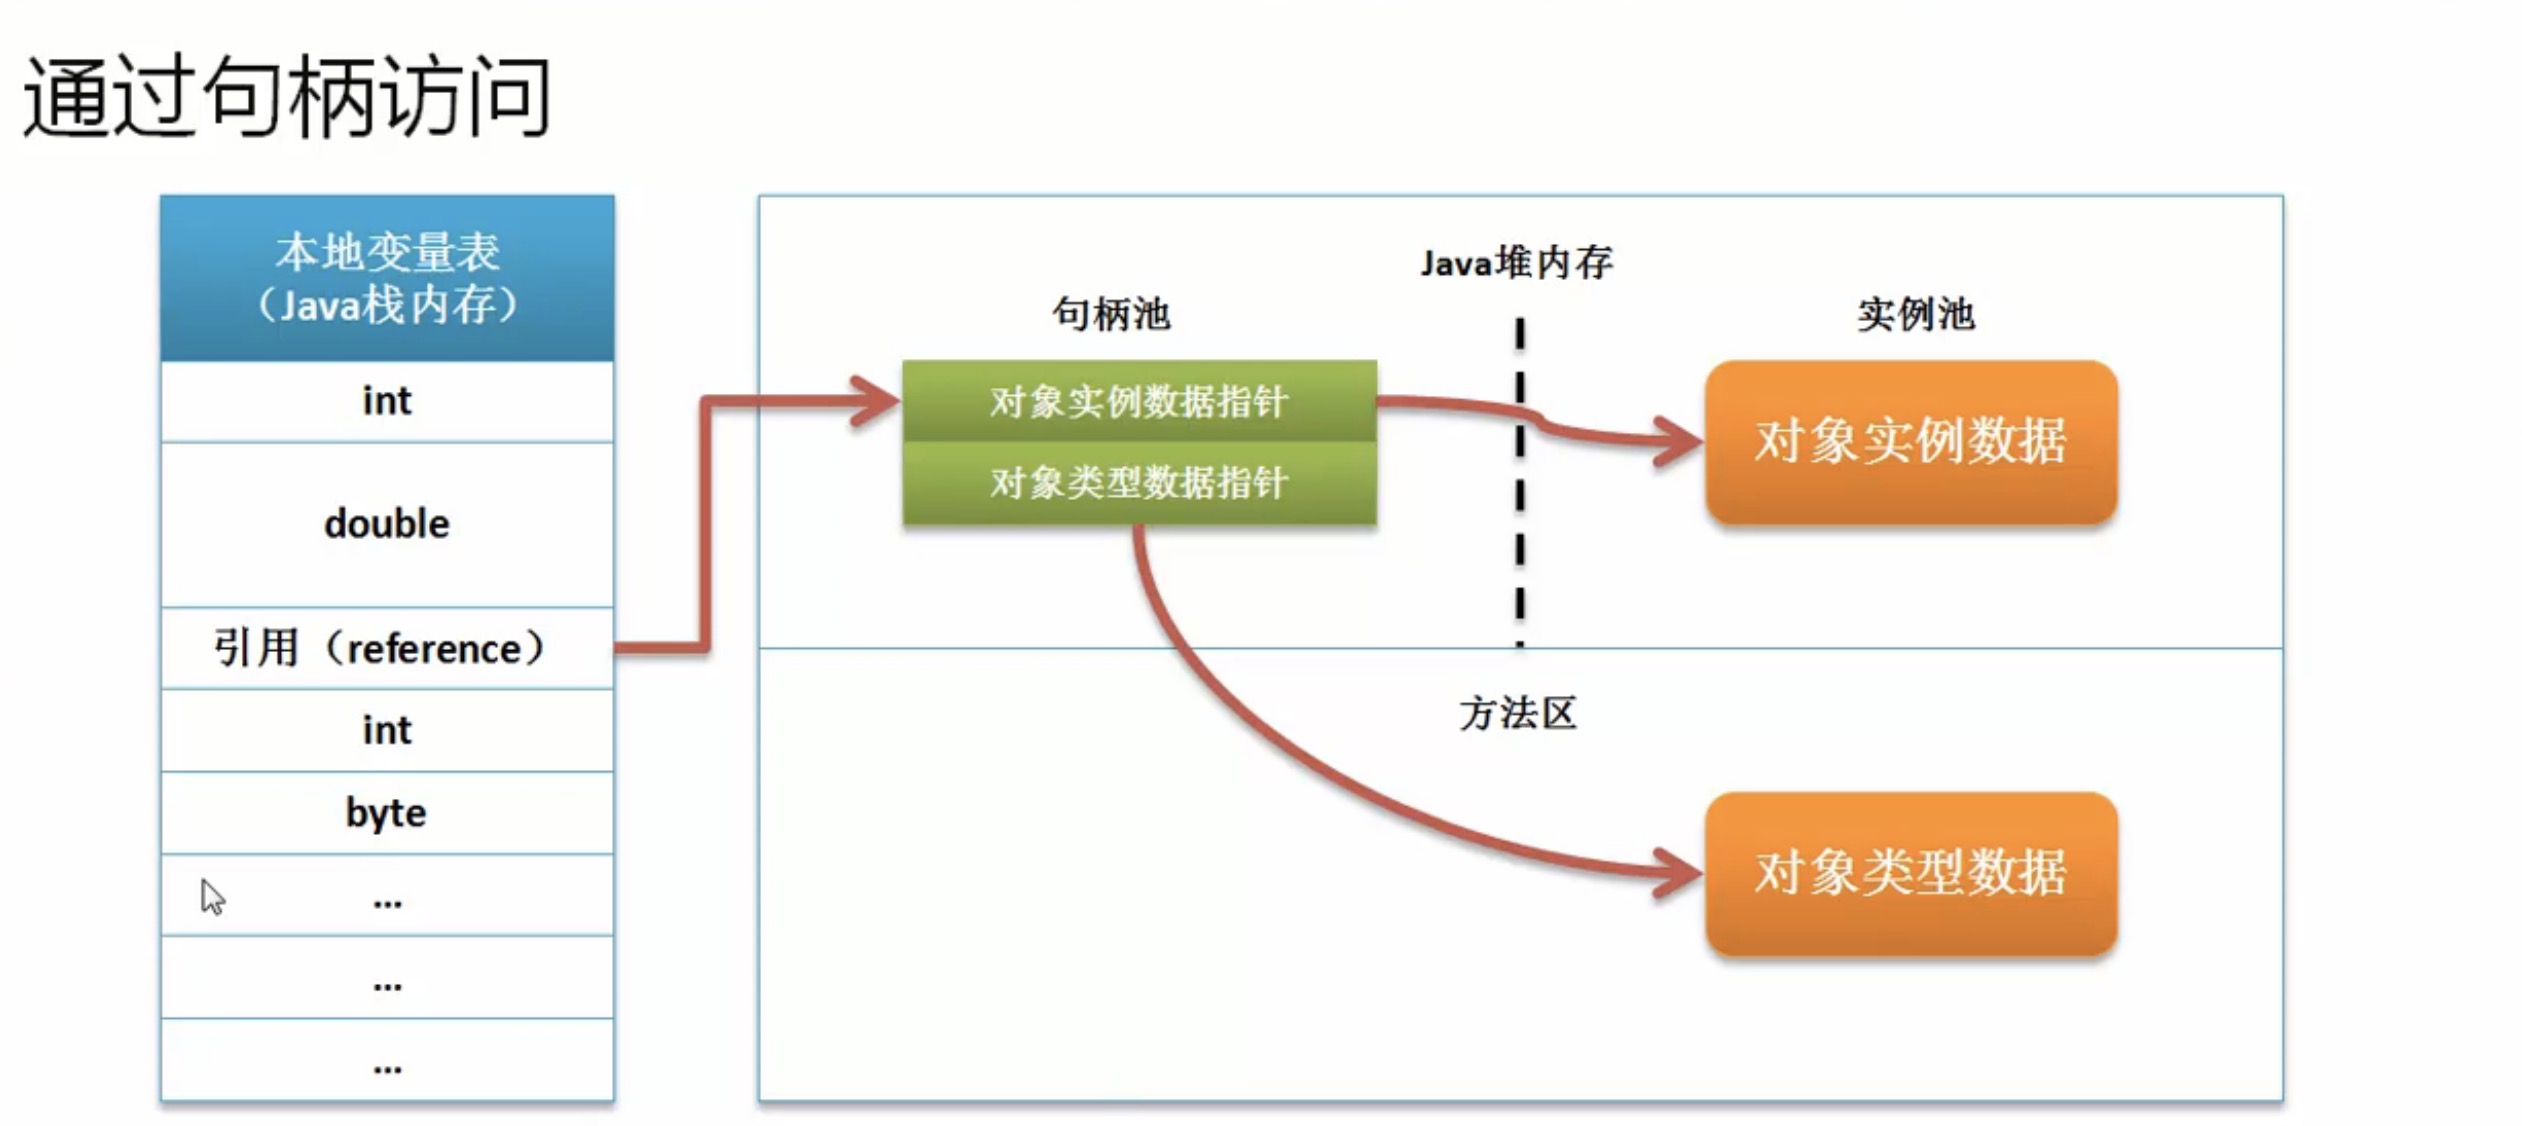 通过句柄访问
本地变量表
（Java栈内存）
int
double
引用（reference）
int
byte
...
...
...
Java堆内存
句柄池
实例池
对象实例数据指针
对象类型数据指针
对象实例数据
方法区
对象类型数据